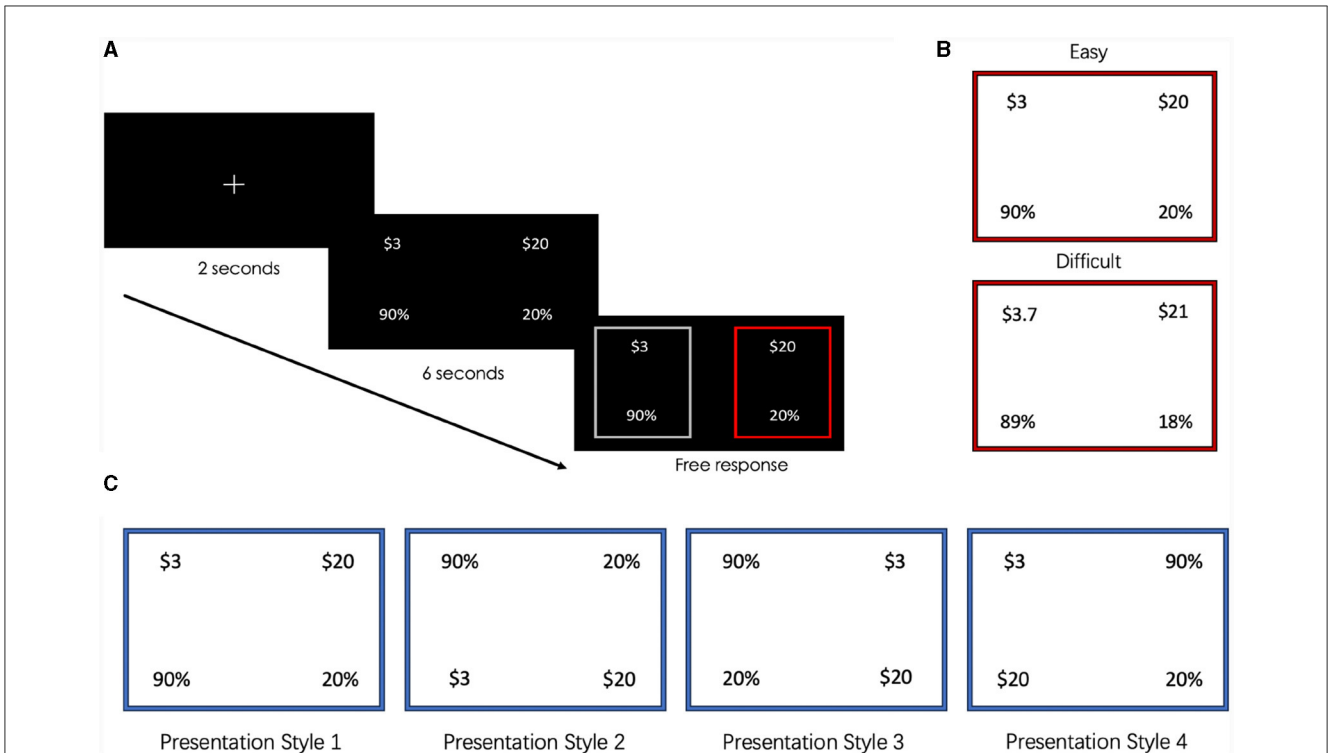 A
$3 $20
2 seconds
90% 20%
6 seconds
$3 $20
90% 20%
Free response
B
Easy
$3 $20
90% 20%
Difficult
$3.7 $21
89% 18%
C
$3 $20 90% 20% 90% $3 $3 90%
90% 20% $3 $20 20% $20 $20 20%
Presentation Style 1 Presentation Style 2 Presentation Style 3 Presentation Style 4